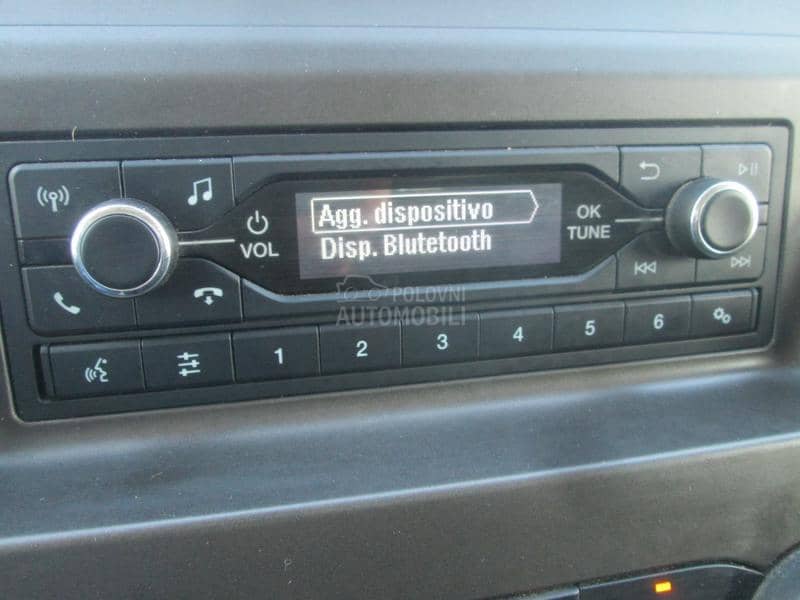 Agg. dispositivo
Disp. Blutetooth
VOL
OK
TUNE
POLOVNI
AUTOMOBILI
1 2 3 4 5 6